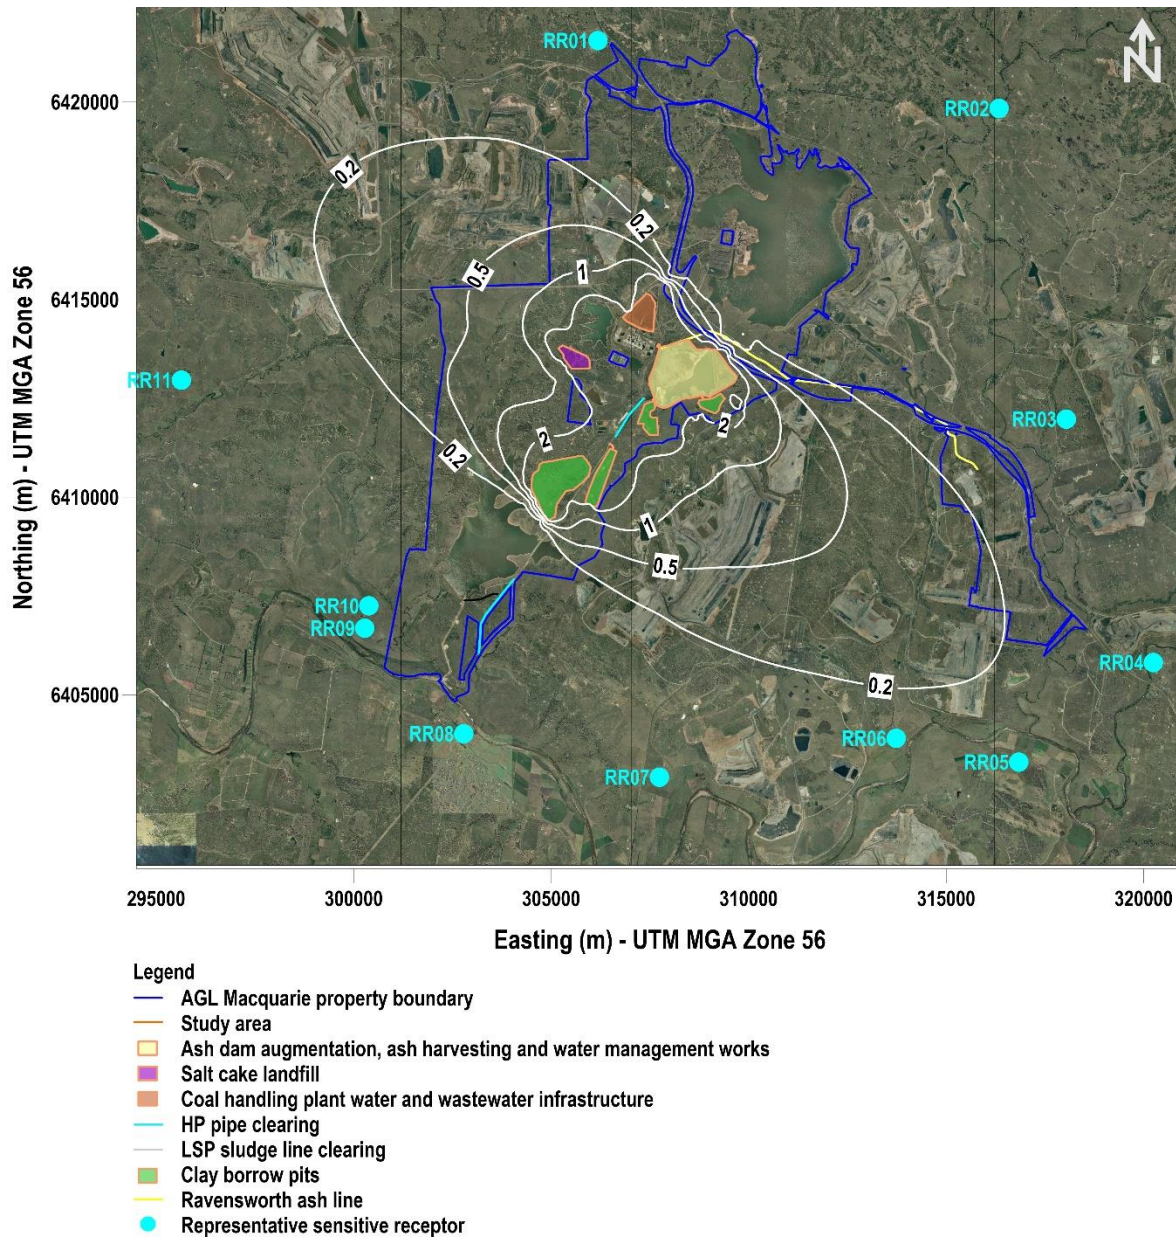 N
RR01
RR02
6420000
0.2
0.2
0.5
1
6415000
RR11
RR03
2
2
0.2
6410000
1
0.5
RR10
RR09
RR04
0.2
6405000
RR08
RR06
RR05
RR07
Northing (m) - UTM MGA Zone 56
295000 300000 305000 310000 315000 320000
Easting (m) - UTM MGA Zone 56
Legend
AGL Macquarie property boundary
Study area
Ash dam augmentation, ash harvesting and water management works
Salt cake landfill
Coal handling plant water and wastewater infrastructure
HP pipe clearing
LSP sludge line clearing
Clay borrow pits
Ravensworth ash line
Representative sensitive receptor